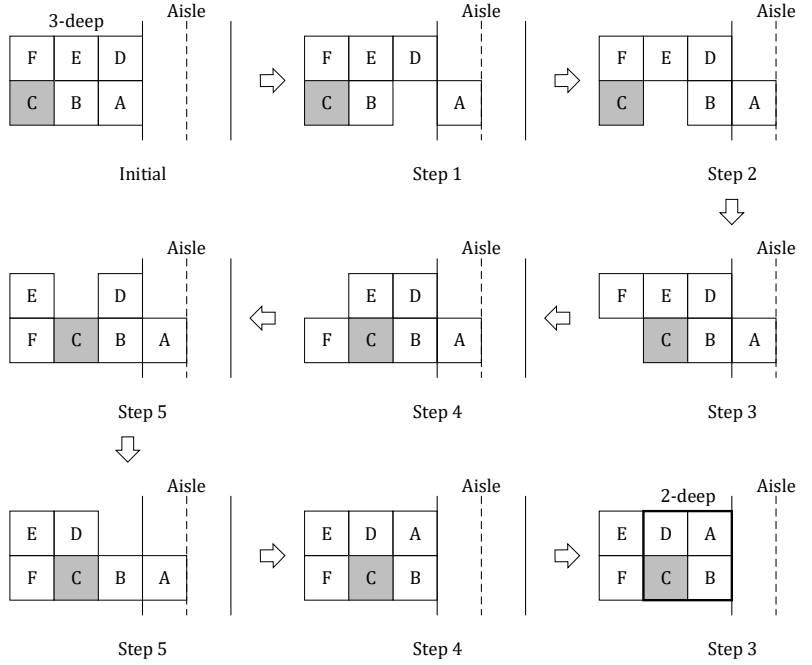 3-deep Aisle Aisle Aisle
F E D F E D F E D
C B A C B A C B A
Initial Step 1 Step 2
Aisle Aisle Aisle
E D E D F E D
F C B A F C B A C B A
Step 5 Step 4 Step 3
Aisle Aisle 2-deep Aisle
E D E D A E D A
F C B A F C B F C B
Step 5 Step 4 Step 3